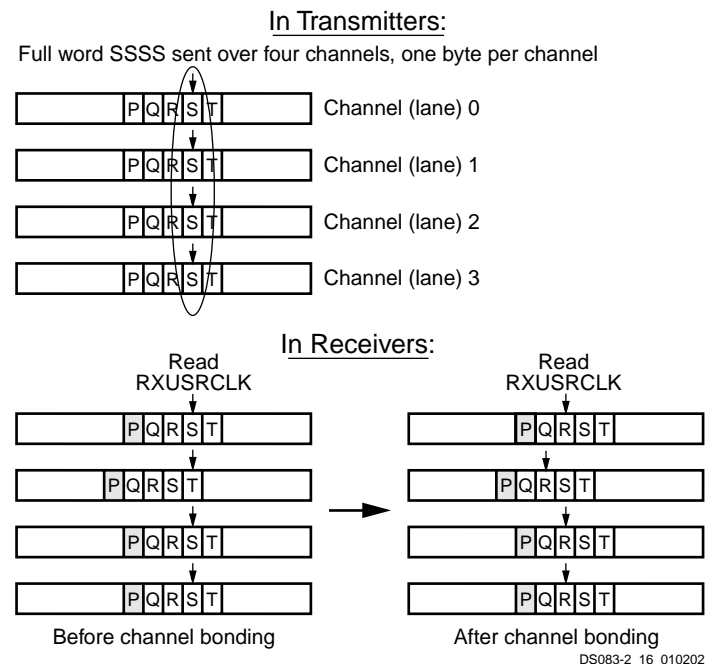 In Transmitters:
Full word SSSS sent over four channels, one byte per channel
P Q R S T Channel (lane) 0
P Q R S T Channel (lane) 1
P Q R S T Channel (lane) 2
P Q R S T Channel (lane) 3
In Receivers:
Read
RXUSRCLK
P Q R S T
P Q R S T
P Q R S T
P Q R S T
Before channel bonding
Read
RXUSRCLK
P Q R S T
P Q R S T
P Q R S T
P Q R S T
After channel bonding
DS083-2_16_010202